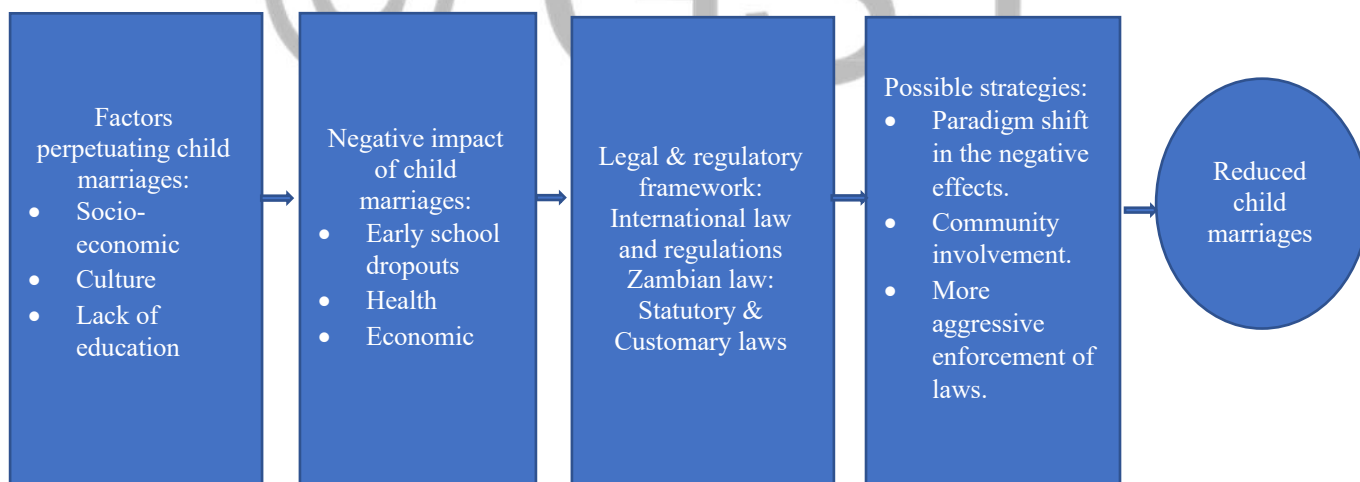 Factors
perpetuating child
marriages:
• Socio-
economic
• Culture
• Lack of
education
Negative impact
of child
marriages:
• Early school
dropouts
• Health
• Economic
Legal & regulatory
framework:
International law
and regulations
Zambian law:
Statutory &
Customary laws
Possible strategies:
• Paradigm shift
in the negative
effects.
• Community
involvement.
• More
aggressive
enforcement of
laws.
Reduced
child
marriages